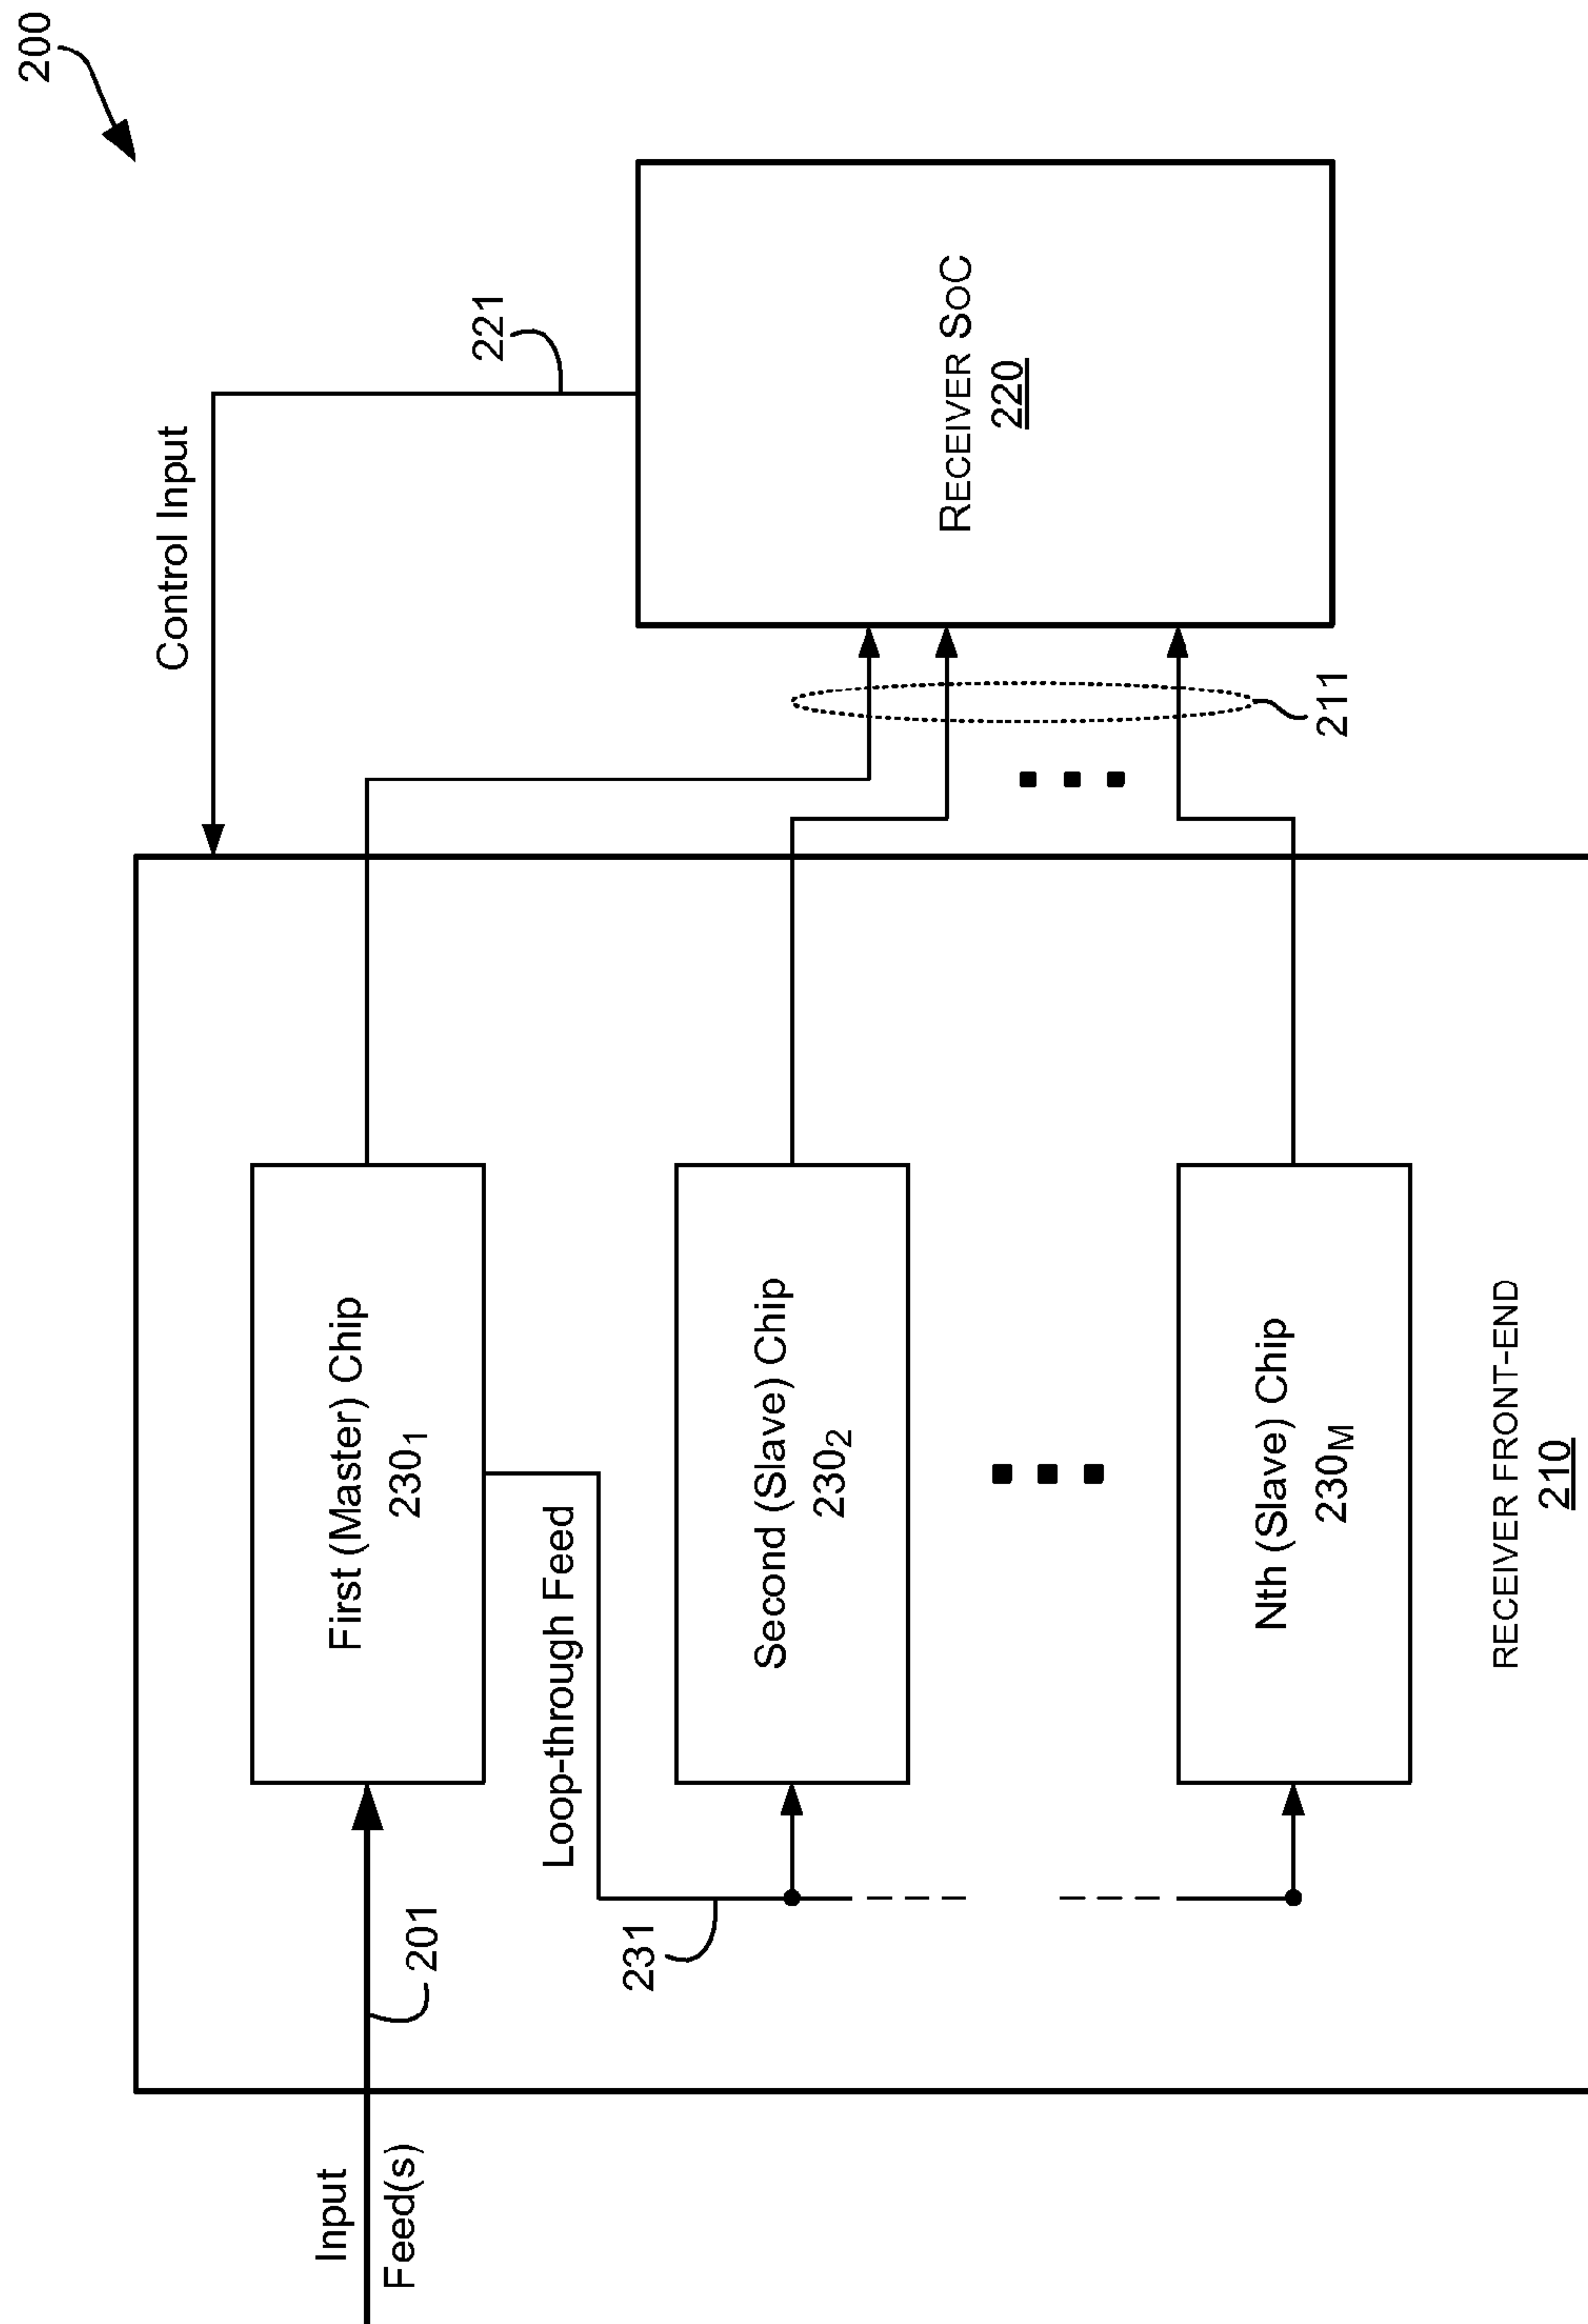 200
Control Input
221
Input
Feed(s)
201
First (Master) Chip
230₁
Loop-through Feed
231
Second (Slave) Chip
230₂
Nth (Slave) Chip
230M
RECEIVER FRONT-END
210
211
RECEIVER SOC
220